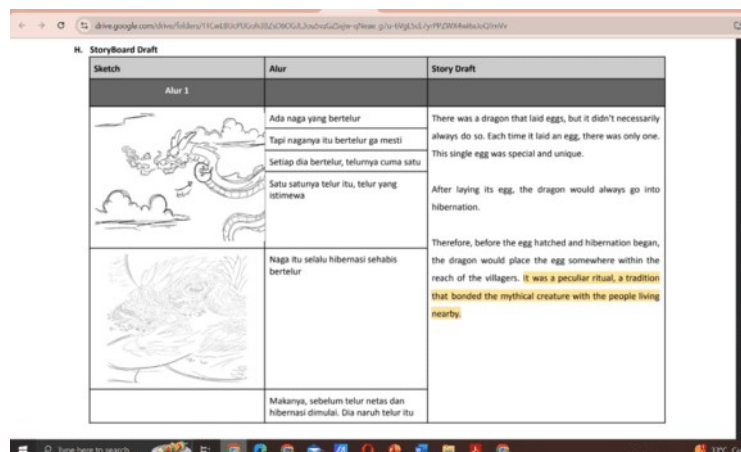 H. StoryBoard Draft
Sketch
Alur
Story Draft
Alur 1
Ada naga yang bertelur
Tapi naganya itu bertelur ga mesti
Setiap dia bertelur, telurnya cuma satu
Satu satunya telur itu, telur yang
istimewa
There was a dragon that laid eggs, but it didn't necessarily
always do so. Each time it laid an egg, there was only one.
This single egg was special and unique.
After laying its egg, the dragon would always go into
hibernation.
Therefore, before the egg hatched and hibernation began,
the dragon would place the egg somewhere within the
reach of the villagers. It was a peculiar ritual, a tradition
that bonded the mythical creature with the people living
nearby.
Naga itu selalu hibernasi sehabis
bertelur
Makanya, sebelum telur netas dan
hibernasi dimulai. Dia naruh telur itu
Type here to search
33°C